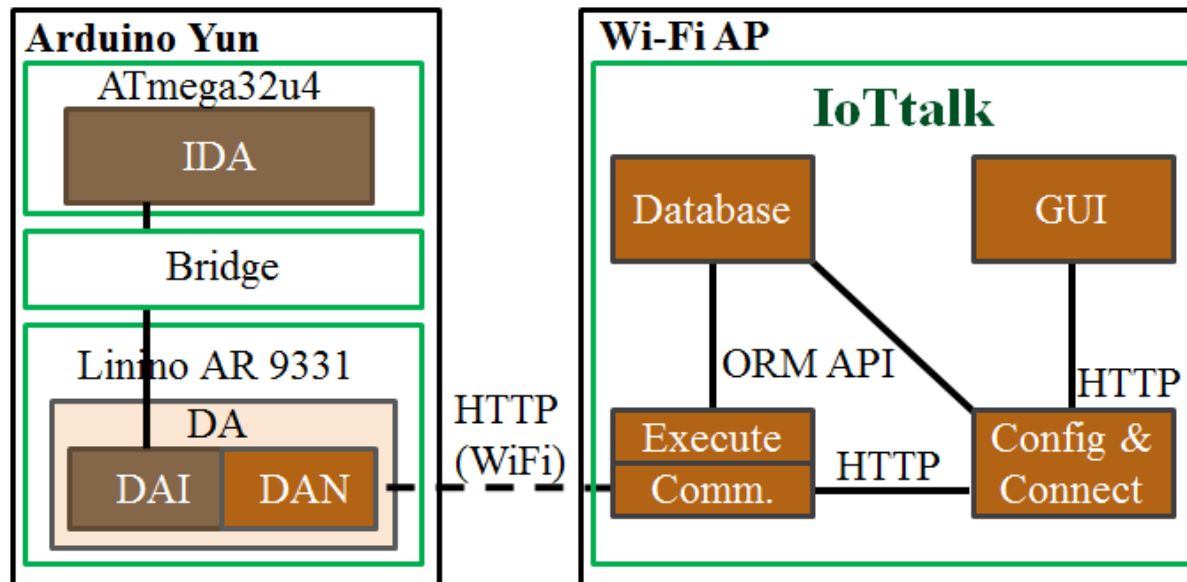 Arduino Yun
ATmega32u4
IDA
Bridge
Linino AR 9331
DA
DAI
DAN
HTTP
(WiFi)
Wi-Fi AP
IoTtalk
Database
GUI
ORM API
HTTP
Execute
Comm.
HTTP
Config &
Connect